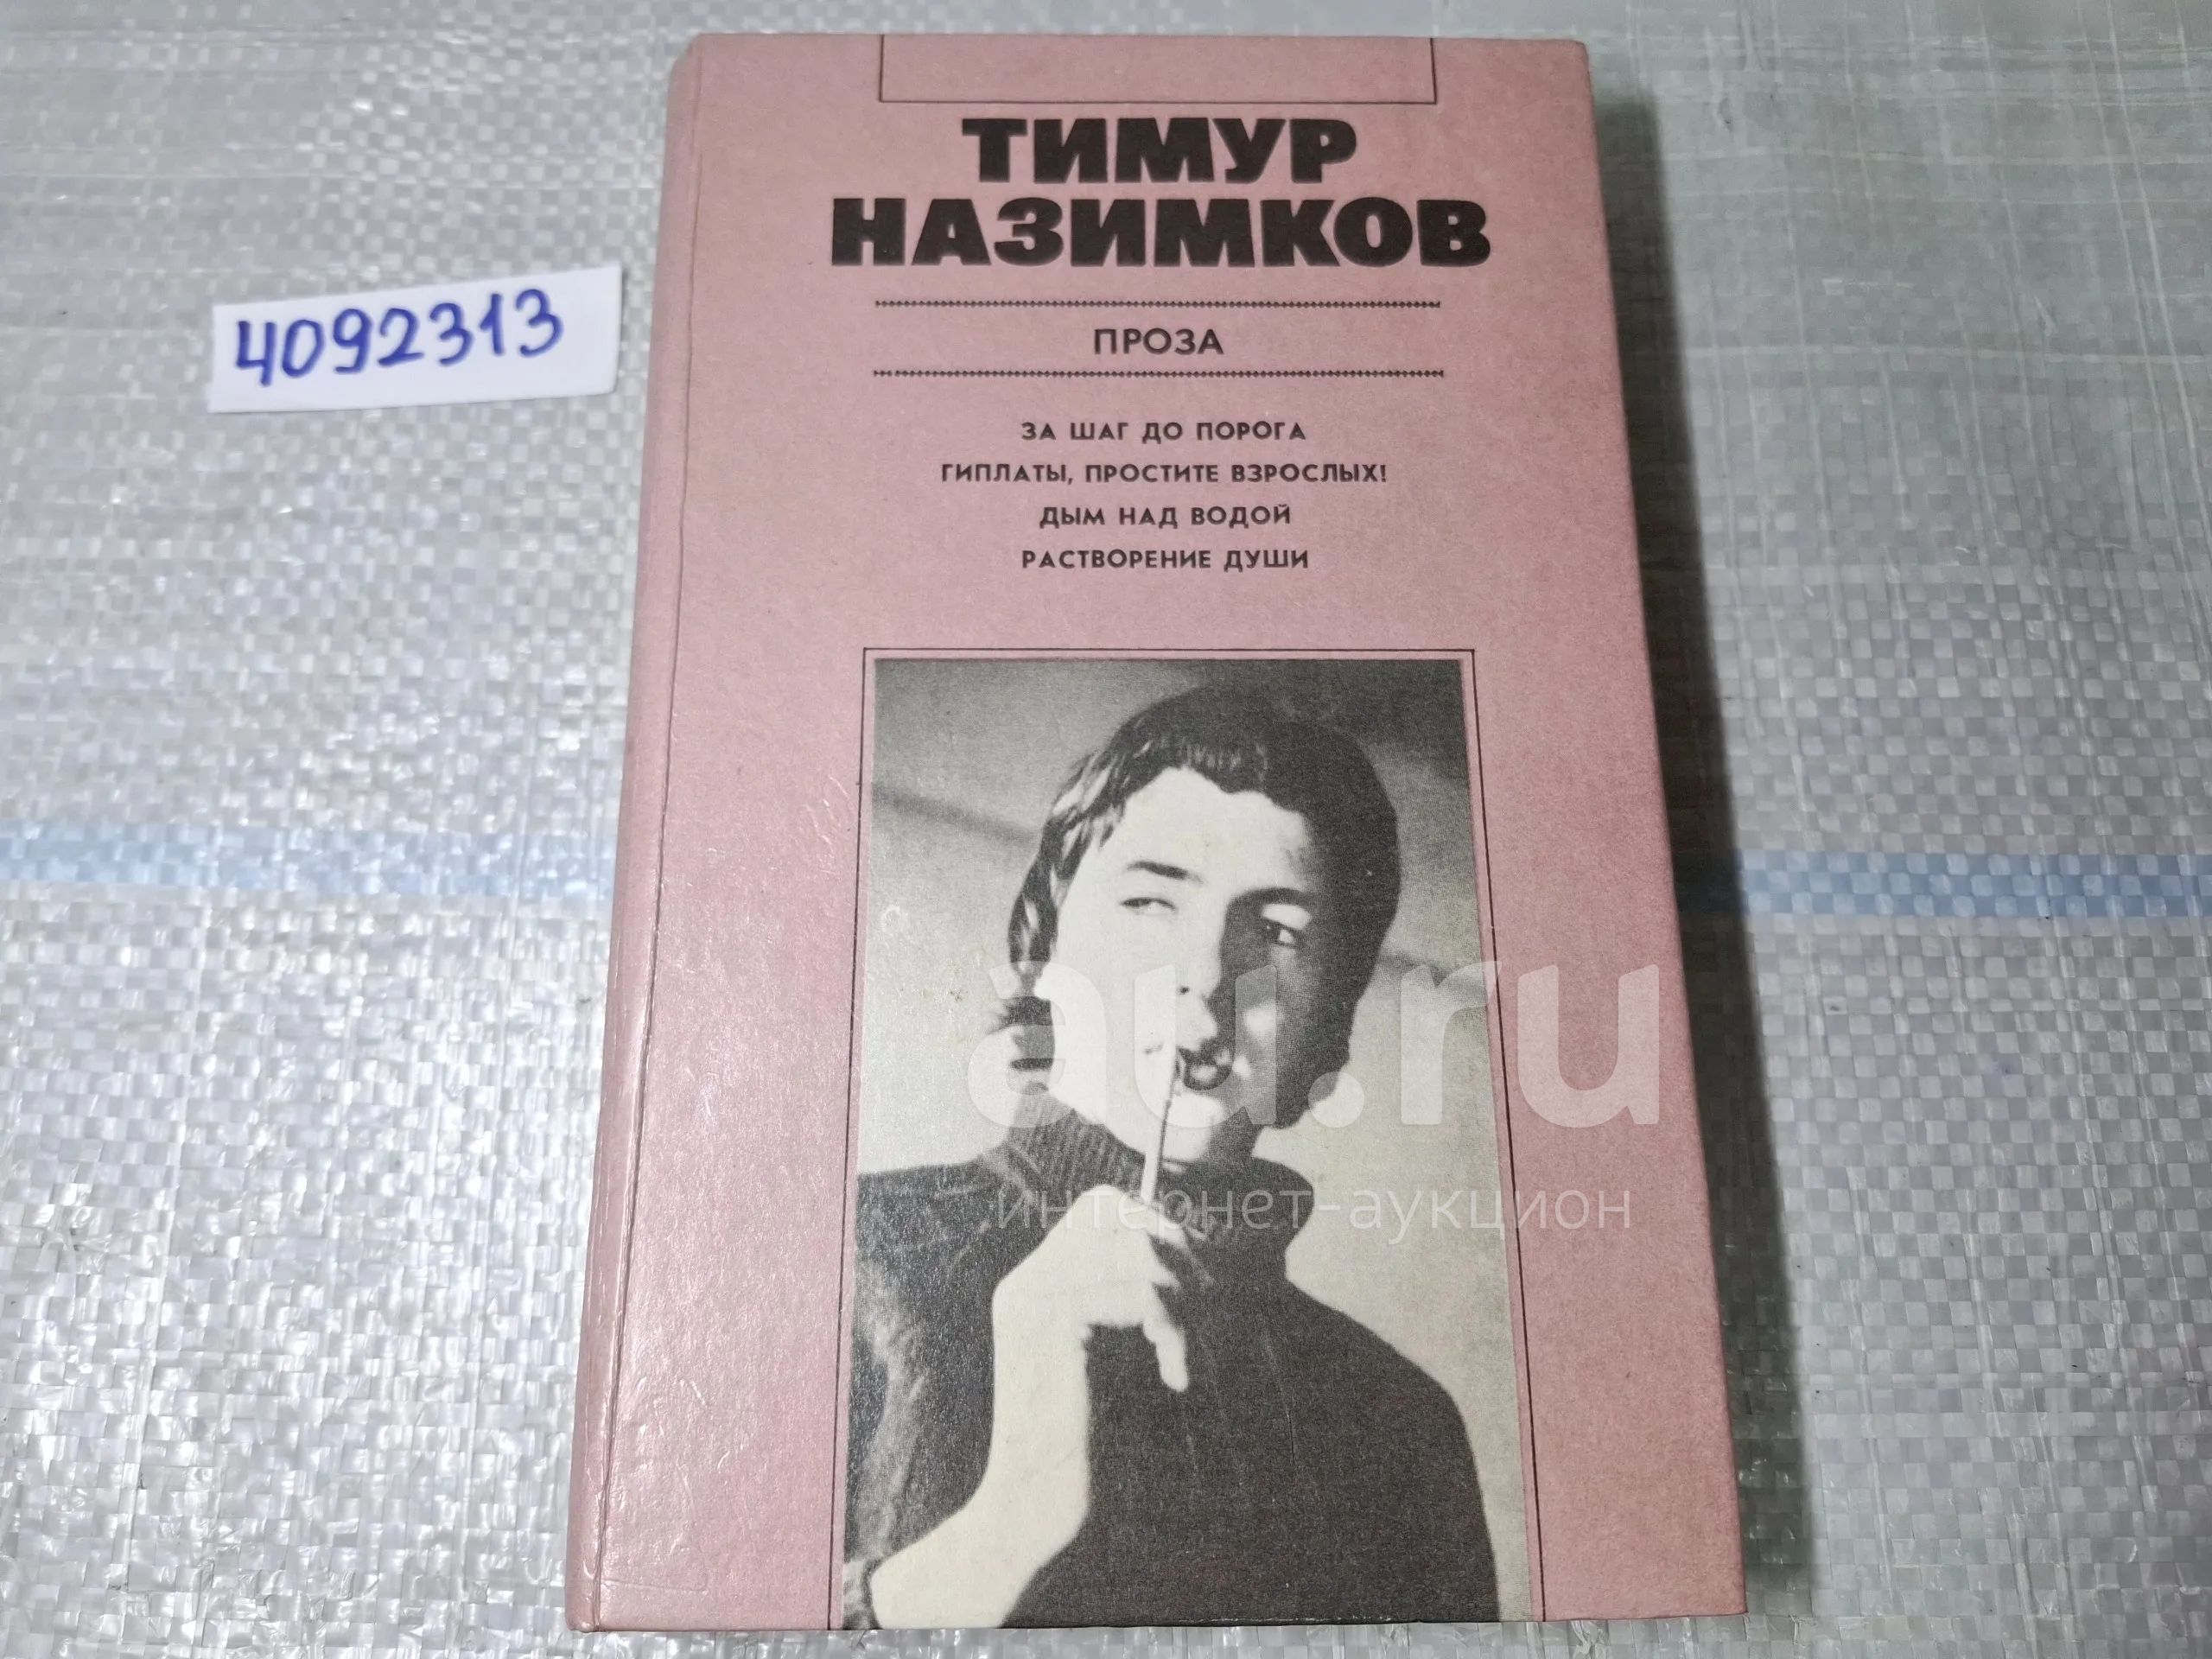 ТИМУР
НАЗИМКОВ
ПРОЗА
ЗА ШАГ ДО ПОРОГА
ГИПЛАТЫ, ПРОСТИТЕ ВЗРОСЛЫХ!
ДЫМ НАД ВОДОЙ
РАСТВОРЕНИЕ ДУШИ
4092313
au.ru
интернет-аукцион